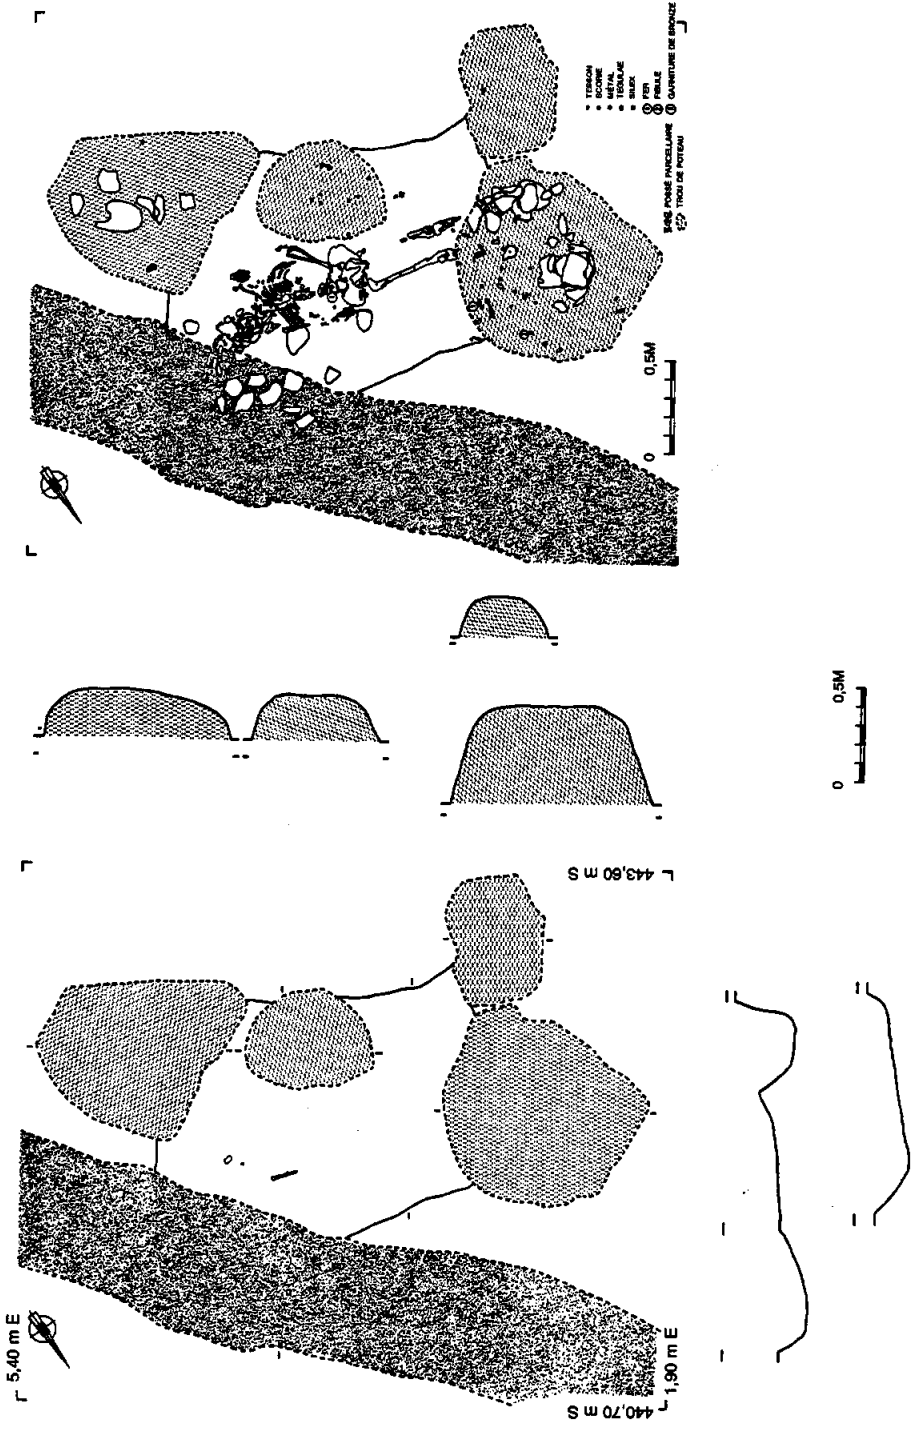 TESSON
SCORIE
MÉTAL
TEGULAE
SILEX
FER
FIBULE
GARNITURE DE BRONZE
FOSSÉ PARCELLAIRE
TROU DE POTEAU
0 0,5M
0 0,5M
443,60 m S
5,40 m E
1,90 m E
440,70 m S